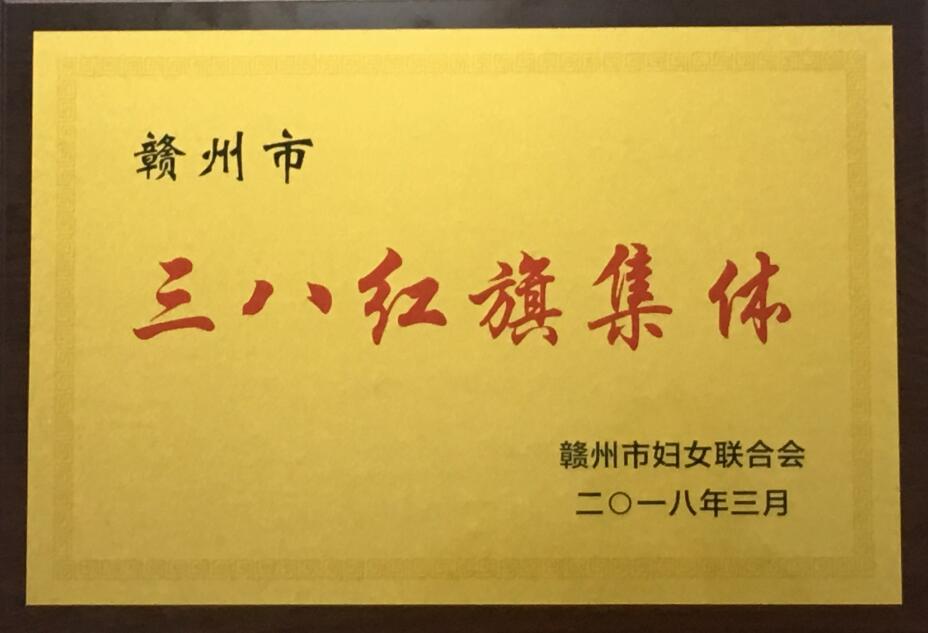 赣州市
三八红旗集体
赣州市妇女联合会
二〇一八年三月